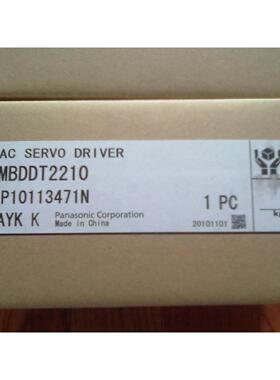 AC SERVO DRIVER
MBDDT2210
P10113471N
1 PC
AYK K
Panasonic Corporation
Made in China
20101101